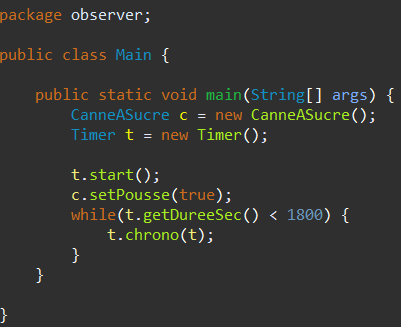 package observer;
public class Main {
public static void main(String[] args) {
CanneASucre c = new CanneASucre();
Timer t = new Timer();
t.start();
c.setPousse(true);
while(t.getDureeSec() < 1800) {
t.chrono(t);
}
}
}